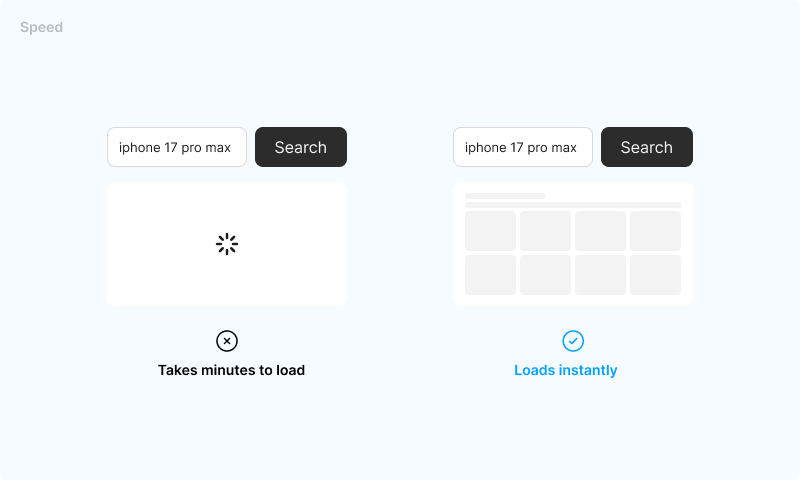 Speed
iphone 17 pro max
Search
iphone 17 pro max
Search
Takes minutes to load
Loads instantly